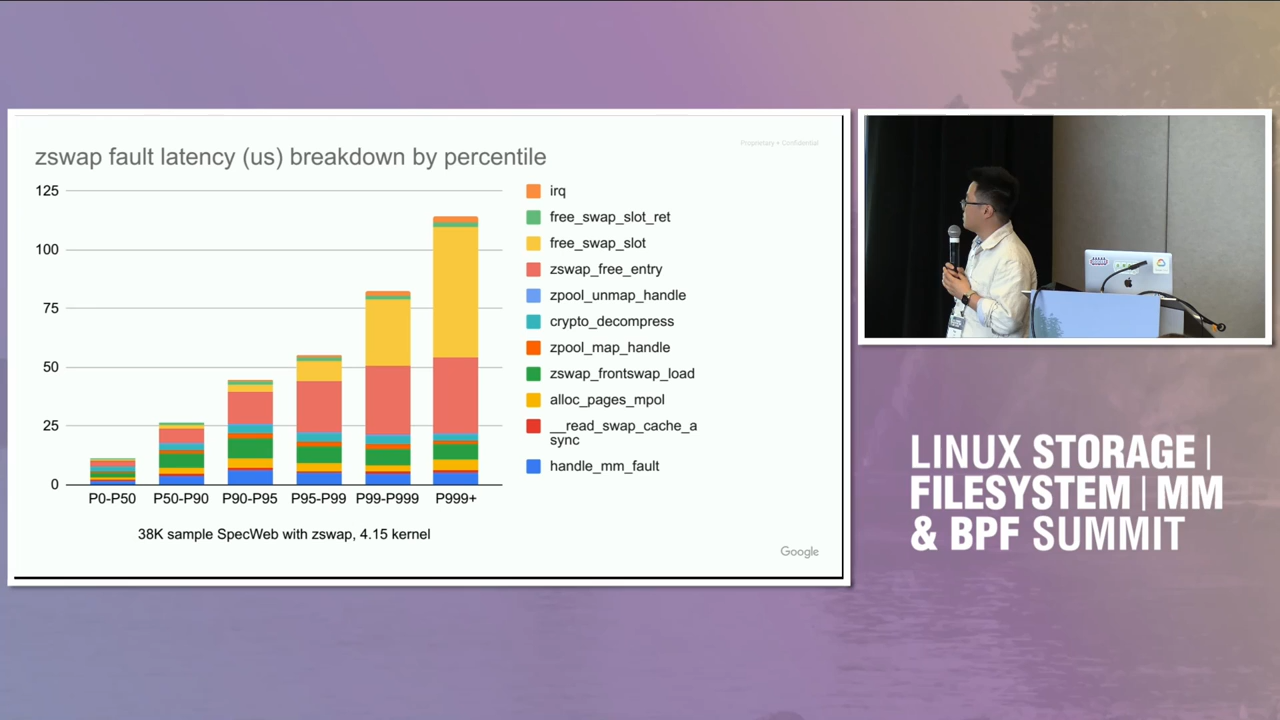 Proprietary + Confidential
zswap fault latency (us) breakdown by percentile
125
100
75
50
25
0
P0-P50
P50-P90
P90-P95
P95-P99
P99-P999
P999+
irq
free_swap_slot_ret
free_swap_slot
zswap_free_entry
zpool_unmap_handle
crypto_decompress
zpool_map_handle
zswap_frontswap_load
alloc_pages_mpol
__read_swap_cache_a
sync
handle_mm_fault
38K sample SpecWeb with zswap, 4.15 kernel
Google
LINUX STORAGE |
FILESYSTEM | MM
& BPF SUMMIT